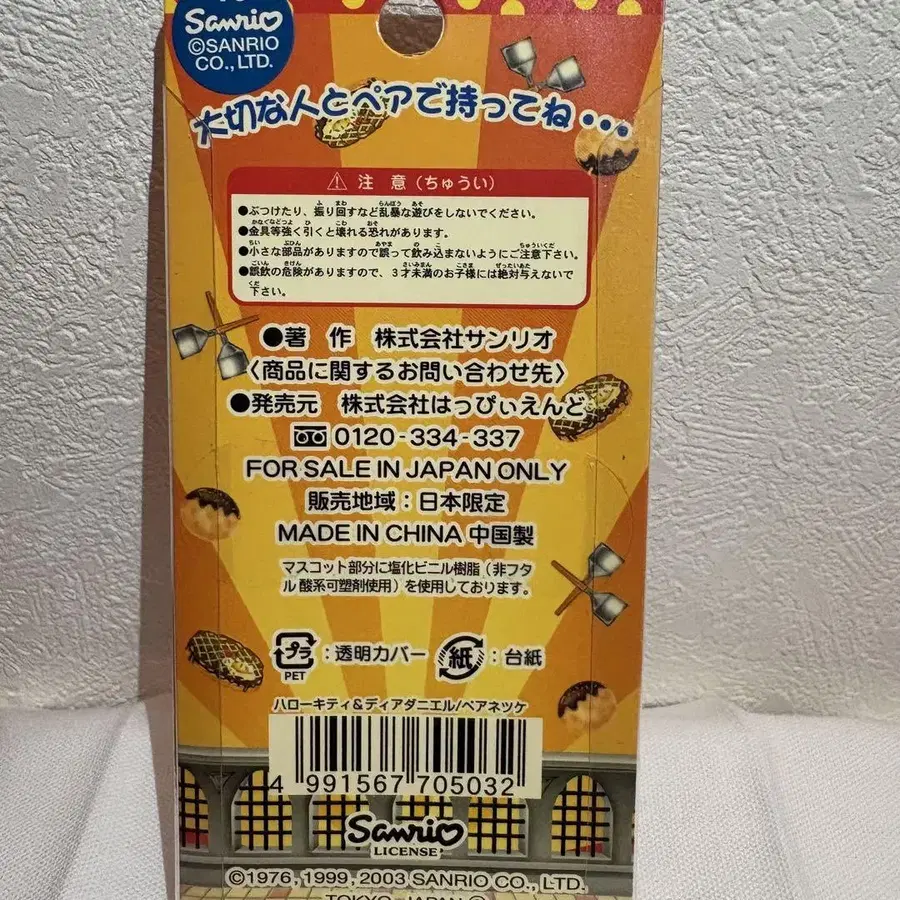 Sanrio
©SANRIO
CO., LTD.
大切な人とペアで持ってね・・・
⚠ 注 意（ちゅうい）
●ぶつけたり、振り回すなど乱暴な遊びをしないでください。
●金具等強く引くと壊れる恐れがあります。
●小さな部品がありますので誤って飲み込まないようにご注意下さい。
●誤飲の危険がありますので、3才未満のお子様には絶対与えないで
下さい。
●著 作 株式会社サンリオ
〈商品に関するお問い合わせ先〉
●発売元 株式会社はっぴぃえんど
0120-334-337
FOR SALE IN JAPAN ONLY
販売地域：日本限定
MADE IN CHINA 中国製
マスコット部分に塩化ビニル樹脂（非フタ
ル酸系可塑剤使用）を使用しております。
プラ：透明カバー 紙：台紙
PET
ハローキティ＆ディアダニエル/ペアネツケ
4 991567 705032
Sanrio
LICENSE
©1976, 1999, 2003 SANRIO CO., LTD.
TOKYO, JAPAN